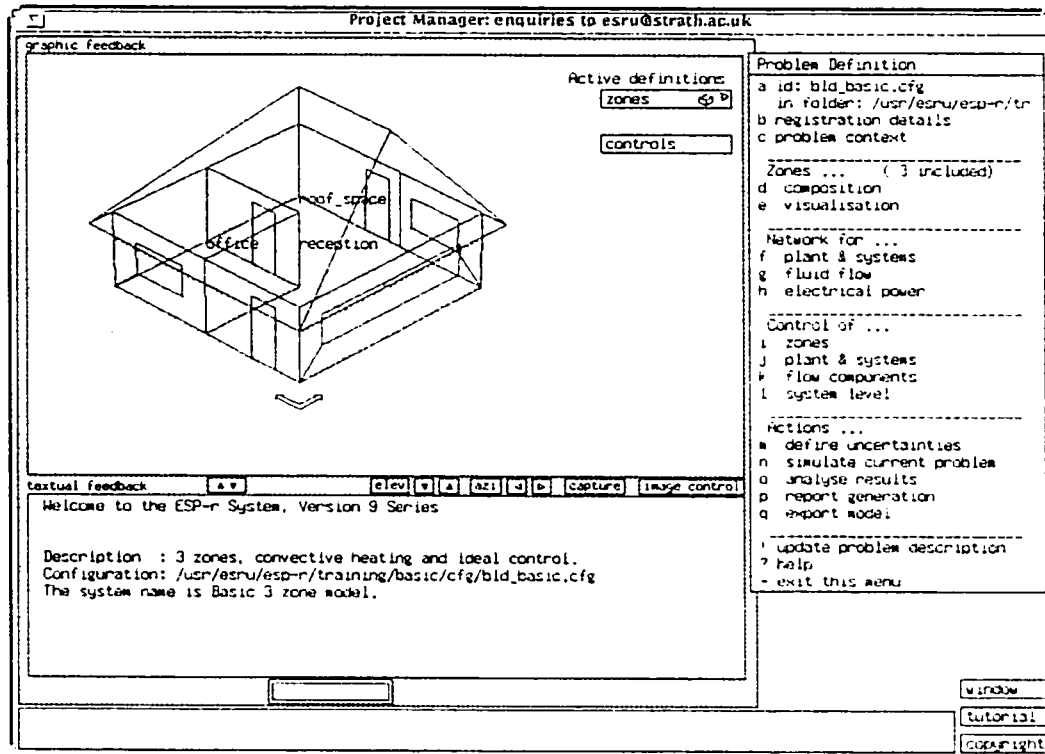 Project Manager: enquiries to esru@strath.ac.uk
graphic feedback
Active definitions
zones
controls
roof_space
office
reception
textual feedback
elev
azi
capture
image control
Welcome to the ESP-r System, Version 9 Series
Description : 3 zones, convective heating and ideal control.
Configuration: /usr/esru/esp-r/training/basic/cfg/bld_basic.cfg
The system name is Basic 3 zone model.
Problem Definition
a id: bld_basic.cfg
in folder: /usr/esru/esp-r/tr
b registration details
c problem context
Zones ... ( 3 included)
d composition
e visualisation
Network for ...
f plant & systems
g fluid flow
h electrical power
Control of ...
i zones
j plant & systems
k flow components
l system level
Actions ...
m define uncertainties
n simulate current problem
o analyse results
p report generation
q export model
! update problem description
? help
- exit this menu
window
tutorial
copyright